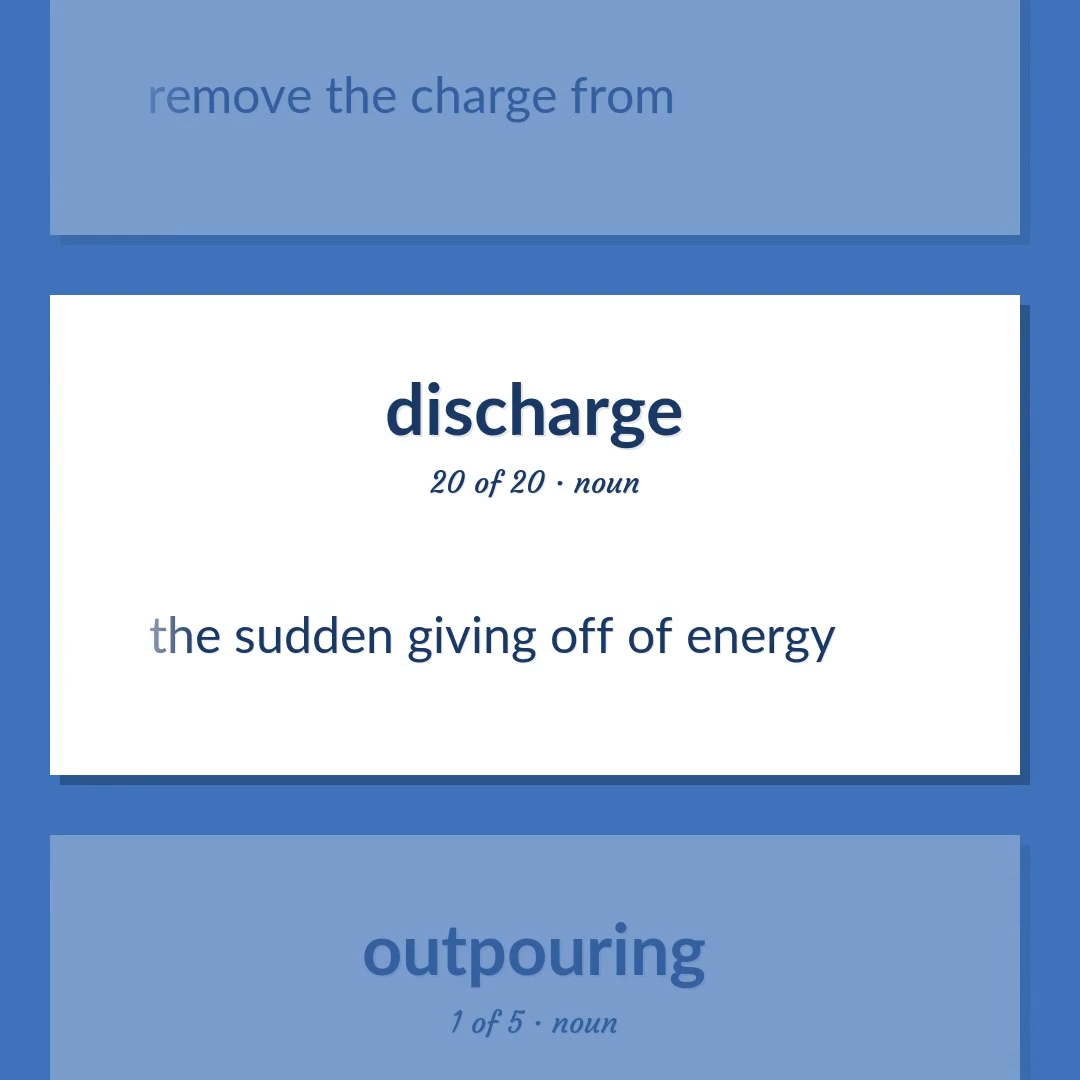 remove the charge from
discharge
20 of 20 · noun
the sudden giving off of energy
outpouring
1 of 5 · noun